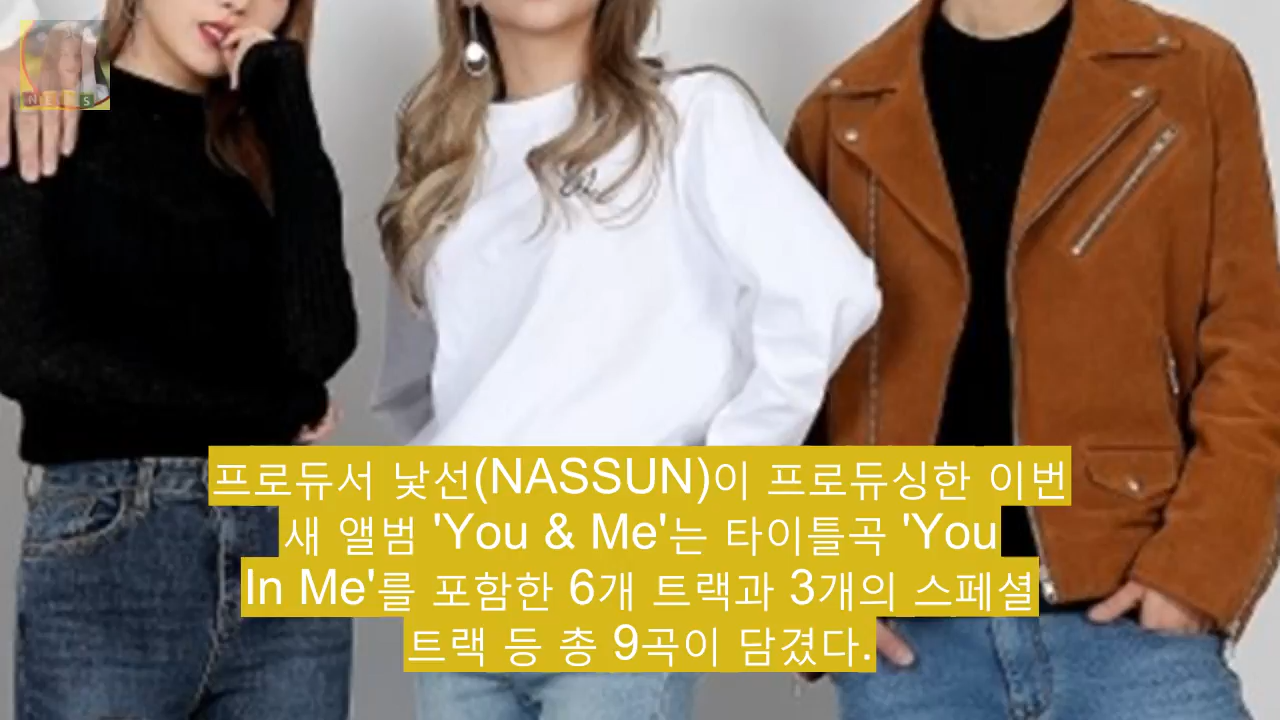 NEWS
프로듀서 낯선(NASSUN)이 프로듀싱한 이번
새 앨범 'You & Me'는 타이틀곡 'You
In Me'를 포함한 6개 트랙과 3개의 스페셜
트랙 등 총 9곡이 담겼다.